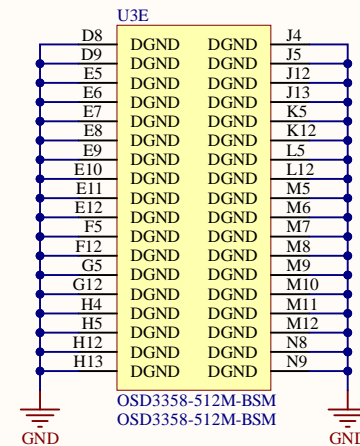 U3E
D8 DGND DGND J4
D9 DGND DGND J5
E5 DGND DGND J12
E6 DGND DGND J13
E7 DGND DGND K5
E8 DGND DGND K12
E9 DGND DGND L5
E10 DGND DGND L12
E11 DGND DGND M5
E12 DGND DGND M6
F5 DGND DGND M7
F12 DGND DGND M8
G5 DGND DGND M9
G12 DGND DGND M10
H4 DGND DGND M11
H5 DGND DGND M12
H12 DGND DGND N8
H13 DGND DGND N9
OSD3358-512M-BSM
OSD3358-512M-BSM
GND GND